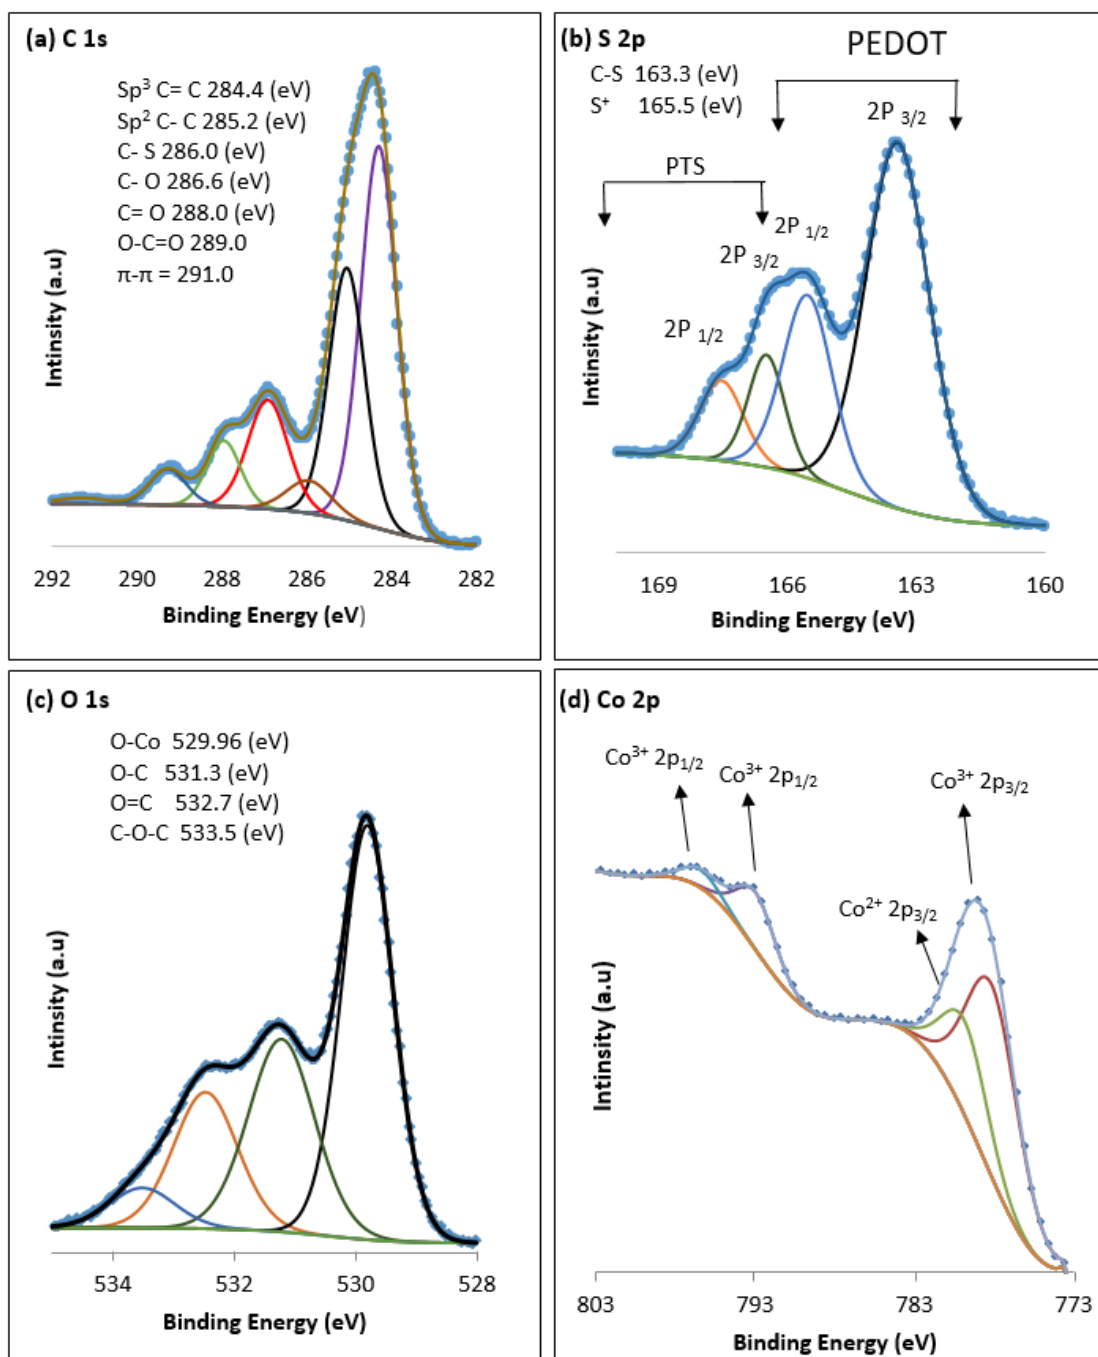 (a) C 1s
Sp³ C= C 284.4 (eV)
Sp² C- C 285.2 (eV)
C- S 286.0 (eV)
C- O 286.6 (eV)
C= O 288.0 (eV)
O-C=O 289.0
π-π = 291.0
Intinsity (a.u)
292 290 288 286 284 282
Binding Energy (eV)
(b) S 2p
PEDOT
C-S 163.3 (eV)
S⁺ 165.5 (eV)
2P 3/2
PTS
2P 1/2
2P 3/2
2P 1/2
Intinsity (a.u)
169 166 163 160
Binding Energy (eV)
(c) O 1s
O-Co 529.96 (eV)
O-C 531.3 (eV)
O=C 532.7 (eV)
C-O-C 533.5 (eV)
Intinsity (a.u)
534 532 530 528
Binding Energy (eV)
(d) Co 2p
Co³⁺ 2p1/2
Co³⁺ 2p1/2
Co³⁺ 2p3/2
Co²⁺ 2p3/2
Intinsity (a.u)
803 793 783 773
Binding Energy (eV)